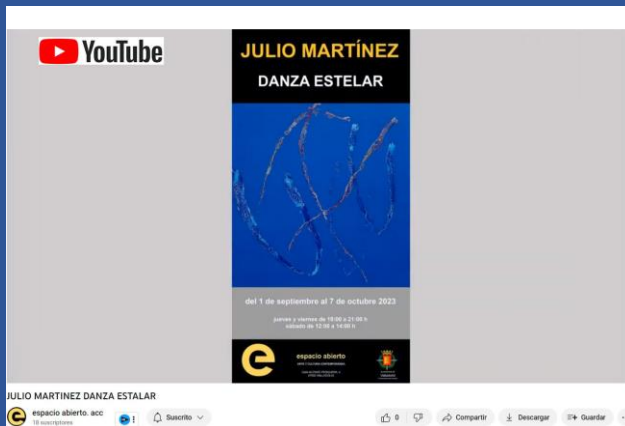 YouTube
JULIO MARTÍNEZ
DANZA ESTELAR
del 1 de septiembre al 7 de octubre 2023
jueves y viernes de 19:00 a 21:00 h
sábado de 12:00 a 14:00 h
e
espacio abierto
JULIO MARTINEZ DANZA ESTALAR
espacio abierto. acc
18 suscriptores
Suscrito
0
Compartir
Descargar
Guardar